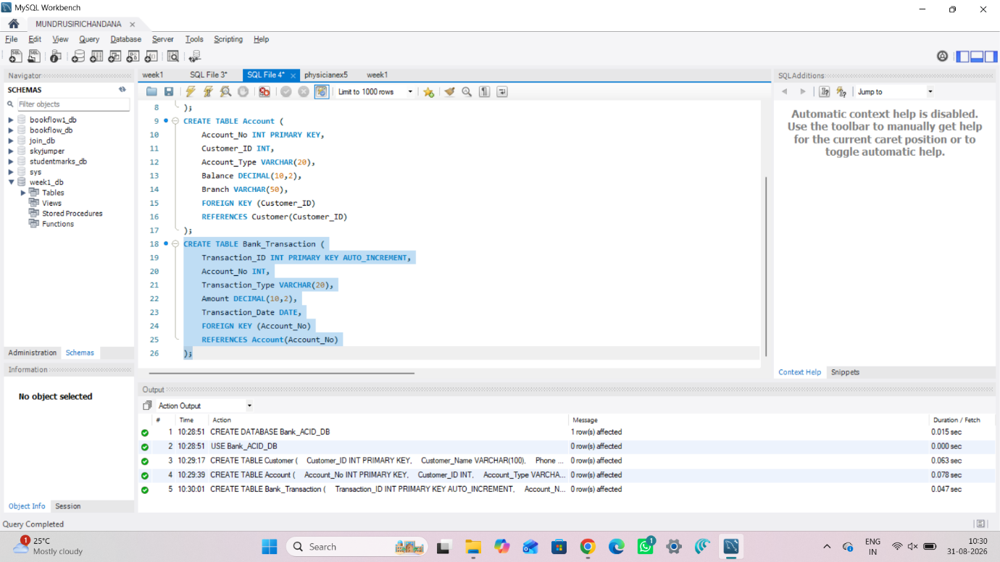 MySQL Workbench
MUNDRUSIRICHANDANA
File Edit View Query Database Server Tools Scripting Help
Navigator
SCHEMAS
Filter objects
bookflow1_db
bookflow_db
join_db
skyjumper
studentmarks_db
sys
week1_db
Tables
Views
Stored Procedures
Functions
Administration Schemas
Information
No object selected
Object Info Session
Query Completed
week1 SQL File 3* SQL File 4* physicianex5 week1
Limit to 1000 rows
8 );
9 CREATE TABLE Account (
10 Account_No INT PRIMARY KEY,
11 Customer_ID INT,
12 Account_Type VARCHAR(20),
13 Balance DECIMAL(10,2),
14 Branch VARCHAR(50),
15 FOREIGN KEY (Customer_ID)
16 REFERENCES Customer(Customer_ID)
17 );
18 CREATE TABLE Bank_Transaction (
19 Transaction_ID INT PRIMARY KEY AUTO_INCREMENT,
20 Account_No INT,
21 Transaction_Type VARCHAR(20),
22 Amount DECIMAL(10,2),
23 Transaction_Date DATE,
24 FOREIGN KEY (Account_No)
25 REFERENCES Account(Account_No)
26 );
SQLAdditions
Jump to
Automatic context help is disabled.
Use the toolbar to manually get help
for the current caret position or to
toggle automatic help.
Context Help Snippets
Output
Action Output
# Time Action Message Duration / Fetch
1 10:28:51 CREATE DATABASE Bank_ACID_DB 1 row(s) affected 0.015 sec
2 10:28:51 USE Bank_ACID_DB 0 row(s) affected 0.000 sec
3 10:29:17 CREATE TABLE Customer ( Customer_ID INT PRIMARY KEY, Customer_Name VARCHAR(100), Phone ... 0 row(s) affected 0.063 sec
4 10:29:39 CREATE TABLE Account ( Account_No INT PRIMARY KEY, Customer_ID INT, Account_Type VARCHA... 0 row(s) affected 0.078 sec
5 10:30:01 CREATE TABLE Bank_Transaction ( Transaction_ID INT PRIMARY KEY AUTO_INCREMENT, Account_N... 0 row(s) affected 0.047 sec
1
25°C
Mostly cloudy
Search
1
ENG
IN
10:30
31-08-2026